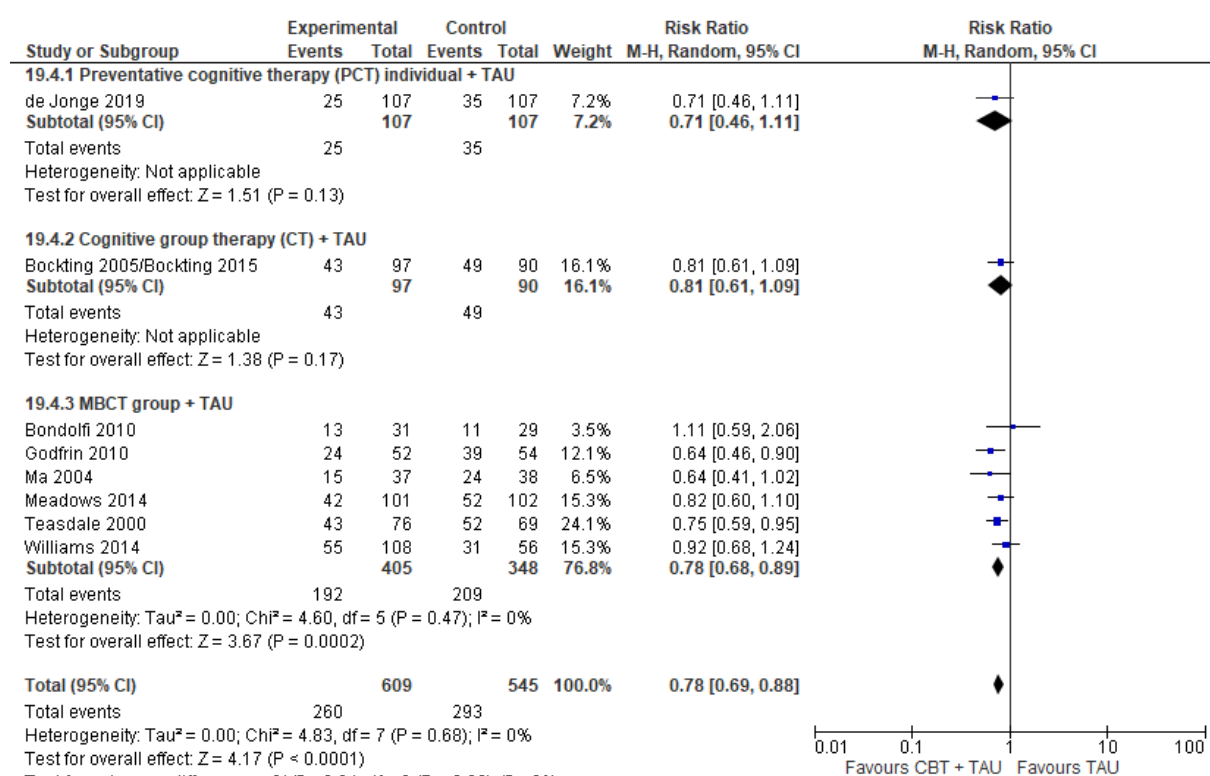 Experimental Control Risk Ratio Risk Ratio
Study or Subgroup Events Total Events Total Weight M-H, Random, 95% CI M-H, Random, 95% CI
19.4.1 Preventative cognitive therapy (PCT) individual + TAU
de Jonge 2019 25 107 35 107 7.2% 0.71 [0.46, 1.11]
Subtotal (95% CI) 107 107 7.2% 0.71 [0.46, 1.11]
Total events 25 35
Heterogeneity: Not applicable
Test for overall effect: Z = 1.51 (P = 0.13)
19.4.2 Cognitive group therapy (CT) + TAU
Bockting 2005/Bockting 2015 43 97 49 90 16.1% 0.81 [0.61, 1.09]
Subtotal (95% CI) 97 90 16.1% 0.81 [0.61, 1.09]
Total events 43 49
Heterogeneity: Not applicable
Test for overall effect: Z = 1.38 (P = 0.17)
19.4.3 MBCT group + TAU
Bondolfi 2010 13 31 11 29 3.5% 1.11 [0.59, 2.06]
Godfrin 2010 24 52 39 54 12.1% 0.64 [0.46, 0.90]
Ma 2004 15 37 24 38 6.5% 0.64 [0.41, 1.02]
Meadows 2014 42 101 52 102 15.3% 0.82 [0.60, 1.10]
Teasdale 2000 43 76 52 69 24.1% 0.75 [0.59, 0.95]
Williams 2014 55 108 31 56 15.3% 0.92 [0.68, 1.24]
Subtotal (95% CI) 405 348 76.8% 0.78 [0.68, 0.89]
Total events 192 209
Heterogeneity: Tau² = 0.00; Chi² = 4.60, df = 5 (P = 0.47); I² = 0%
Test for overall effect: Z = 3.67 (P = 0.0002)
Total (95% CI) 609 545 100.0% 0.78 [0.69, 0.88]
Total events 260 293
Heterogeneity: Tau² = 0.00; Chi² = 4.83, df = 7 (P = 0.68); I² = 0%
Test for overall effect: Z = 4.17 (P < 0.0001)
0.01 0.1 1 10 100
Favours CBT + TAU Favours TAU